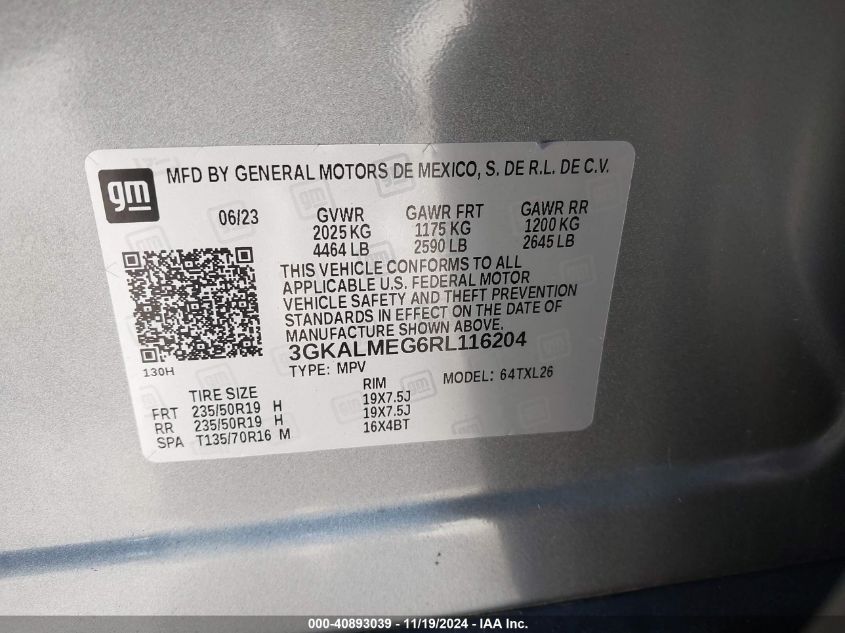 gm
MFD BY GENERAL MOTORS DE MEXICO, S. DE R.L. DE C.V.
06/23 GVWR GAWR FRT GAWR RR
2025 KG 1175 KG 1200 KG
4464 LB 2590 LB 2645 LB
THIS VEHICLE CONFORMS TO ALL
APPLICABLE U.S. FEDERAL MOTOR
VEHICLE SAFETY AND THEFT PREVENTION
STANDARDS IN EFFECT ON THE DATE OF
MANUFACTURE SHOWN ABOVE.
3GKALMEG6RL116204
130H
TYPE: MPV MODEL: 64TXL26
TIRE SIZE RIM
FRT 235/50R19 H 19X7.5J
RR 235/50R19 H 19X7.5J
SPA T135/70R16 M 16X4BT
000-40893039 - 11/19/2024 - IAA Inc.